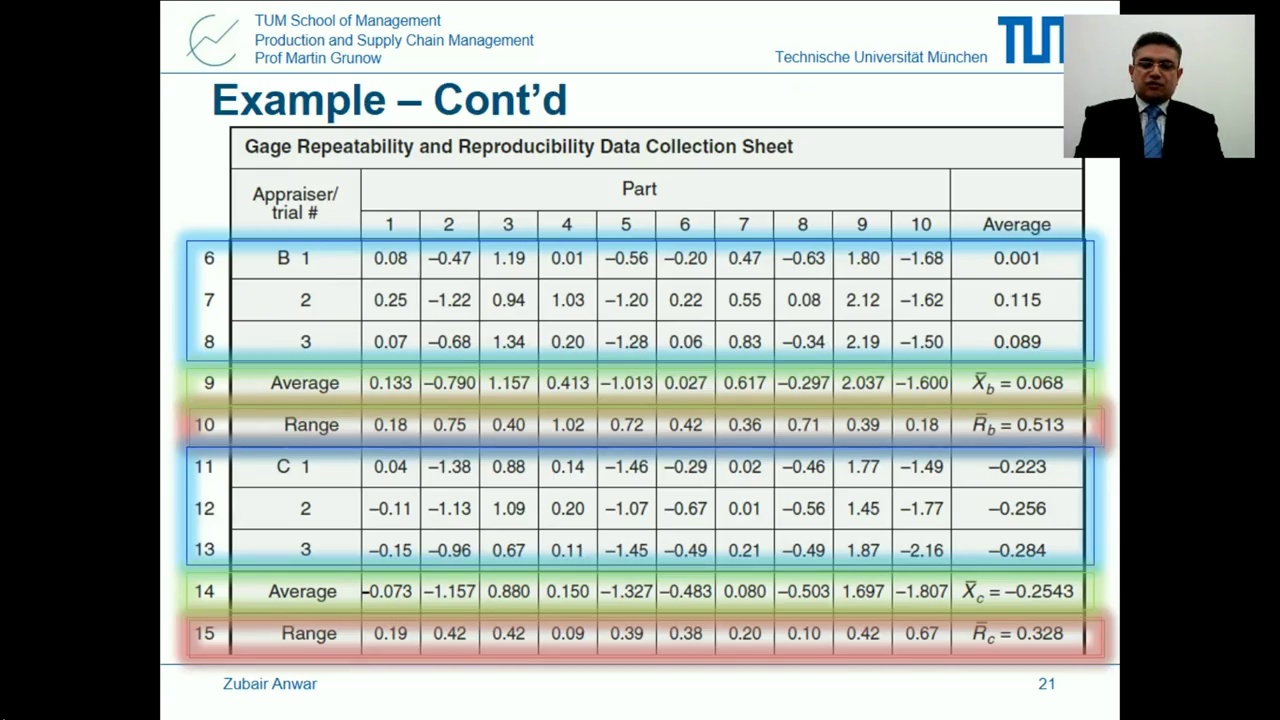 TUM School of Management
Production and Supply Chain Management
Prof Martin Grunow
Technische Universität München
Example – Cont’d
Gage Repeatability and Reproducibility Data Collection Sheet
Appraiser/ trial # Part
1 2 3 4 5 6 7 8 9 10 Average
6 B 1 0.08 –0.47 1.19 0.01 –0.56 –0.20 0.47 –0.63 1.80 –1.68 0.001
7 2 0.25 –1.22 0.94 1.03 –1.20 0.22 0.55 0.08 2.12 –1.62 0.115
8 3 0.07 –0.68 1.34 0.20 –1.28 0.06 0.83 –0.34 2.19 –1.50 0.089
9 Average 0.133 –0.790 1.157 0.413 –1.013 0.027 0.617 –0.297 2.037 –1.600 X̅b = 0.068
10 Range 0.18 0.75 0.40 1.02 0.72 0.42 0.36 0.71 0.39 0.18 R̅b = 0.513
11 C 1 0.04 –1.38 0.88 0.14 –1.46 –0.29 0.02 –0.46 1.77 –1.49 –0.223
12 2 –0.11 –1.13 1.09 0.20 –1.07 –0.67 0.01 –0.56 1.45 –1.77 –0.256
13 3 –0.15 –0.96 0.67 0.11 –1.45 –0.49 0.21 –0.49 1.87 –2.16 –0.284
14 Average –0.073 –1.157 0.880 0.150 –1.327 –0.483 0.080 –0.503 1.697 –1.807 X̅c = –0.2543
15 Range 0.19 0.42 0.42 0.09 0.39 0.38 0.20 0.10 0.42 0.67 R̅c = 0.328
Zubair Anwar 21